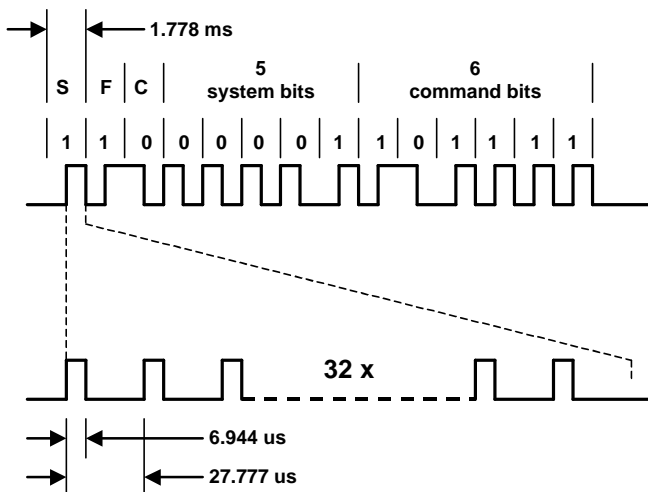 1.778 ms
S F C 5 system bits 6 command bits
1 1 0 0 0 0 0 1 1 0 1 1 1 1
32 x
6.944 us
27.777 us